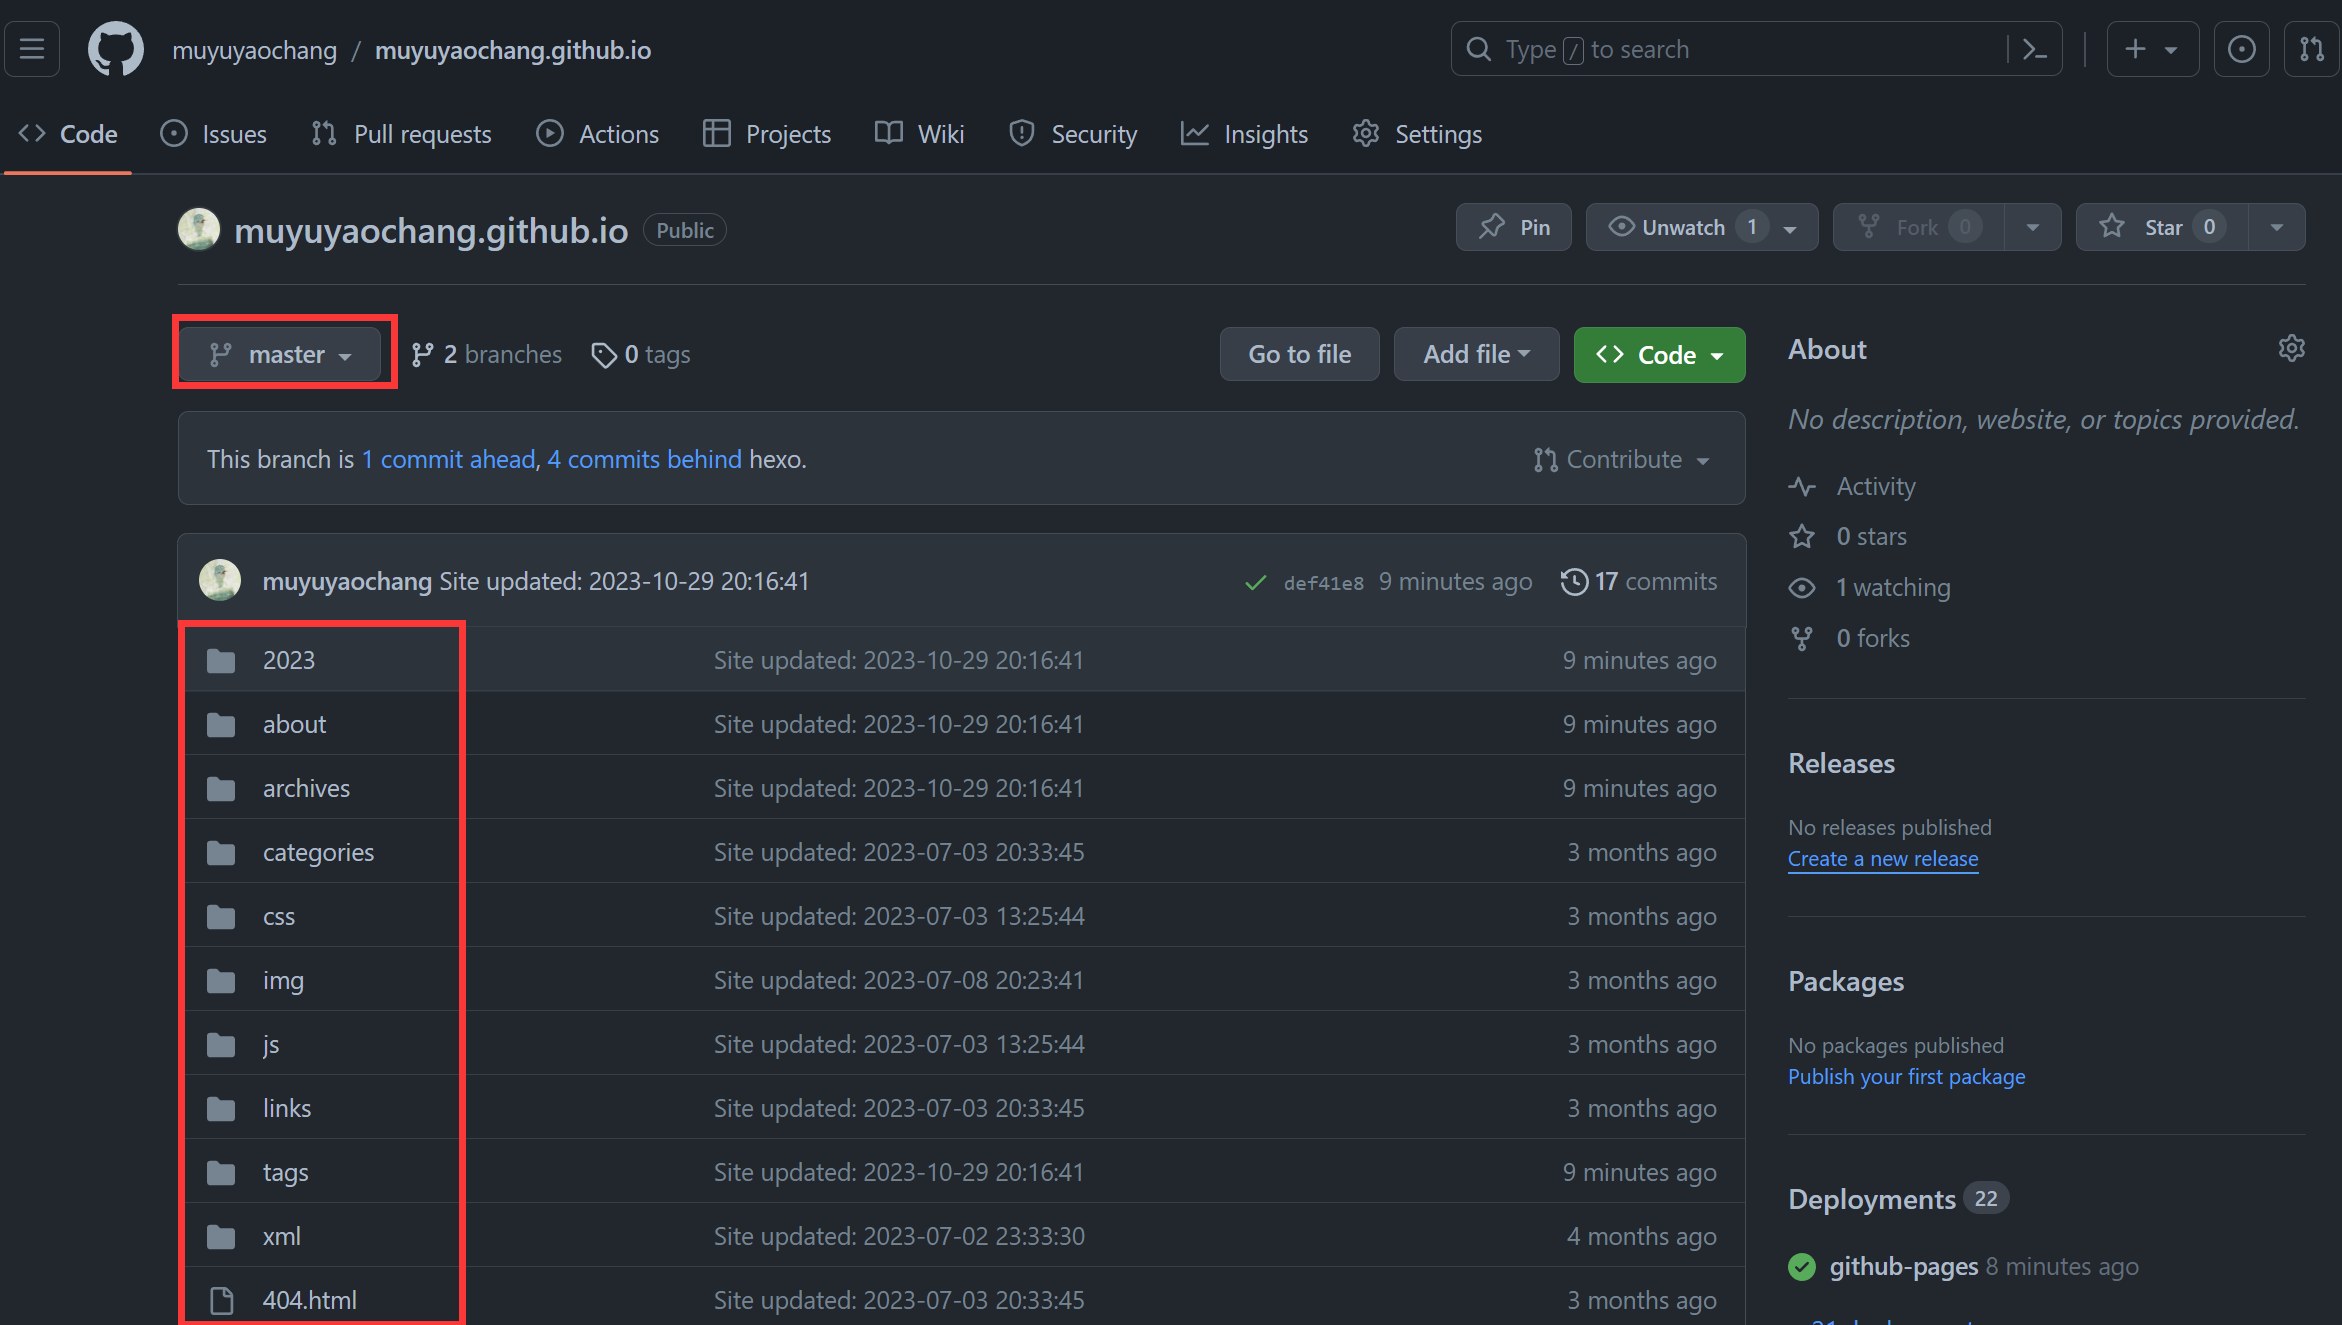 muyuyaochang / muyuyaochang.github.io
Type / to search
Code
Issues
Pull requests
Actions
Projects
Wiki
Security
Insights
Settings
muyuyaochang.github.io Public
Pin
Unwatch 1
Fork 0
Star 0
master
2 branches
0 tags
Go to file
Add file
Code
This branch is 1 commit ahead, 4 commits behind hexo.
Contribute
muyuyaochang Site updated: 2023-10-29 20:16:41
def41e8 9 minutes ago
17 commits
2023 Site updated: 2023-10-29 20:16:41 9 minutes ago
about Site updated: 2023-10-29 20:16:41 9 minutes ago
archives Site updated: 2023-10-29 20:16:41 9 minutes ago
categories Site updated: 2023-07-03 20:33:45 3 months ago
css Site updated: 2023-07-03 13:25:44 3 months ago
img Site updated: 2023-07-08 20:23:41 3 months ago
js Site updated: 2023-07-03 13:25:44 3 months ago
links Site updated: 2023-07-03 20:33:45 3 months ago
tags Site updated: 2023-10-29 20:16:41 9 minutes ago
xml Site updated: 2023-07-02 23:33:30 4 months ago
404.html Site updated: 2023-07-03 20:33:45 3 months ago
About
No description, website, or topics provided.
Activity
0 stars
1 watching
0 forks
Releases
No releases published
Create a new release
Packages
No packages published
Publish your first package
Deployments 22
github-pages 8 minutes ago